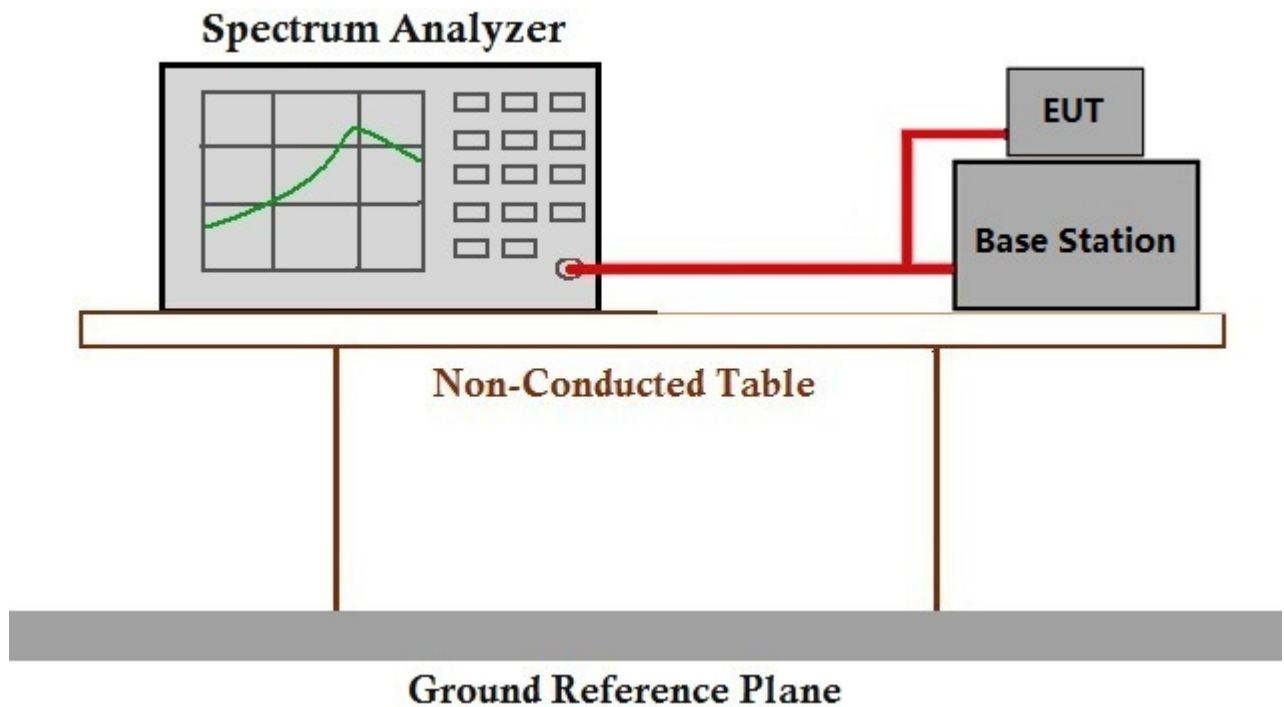 Spectrum Analyzer
EUT
Base Station
Non-Conducted Table
Ground Reference Plane